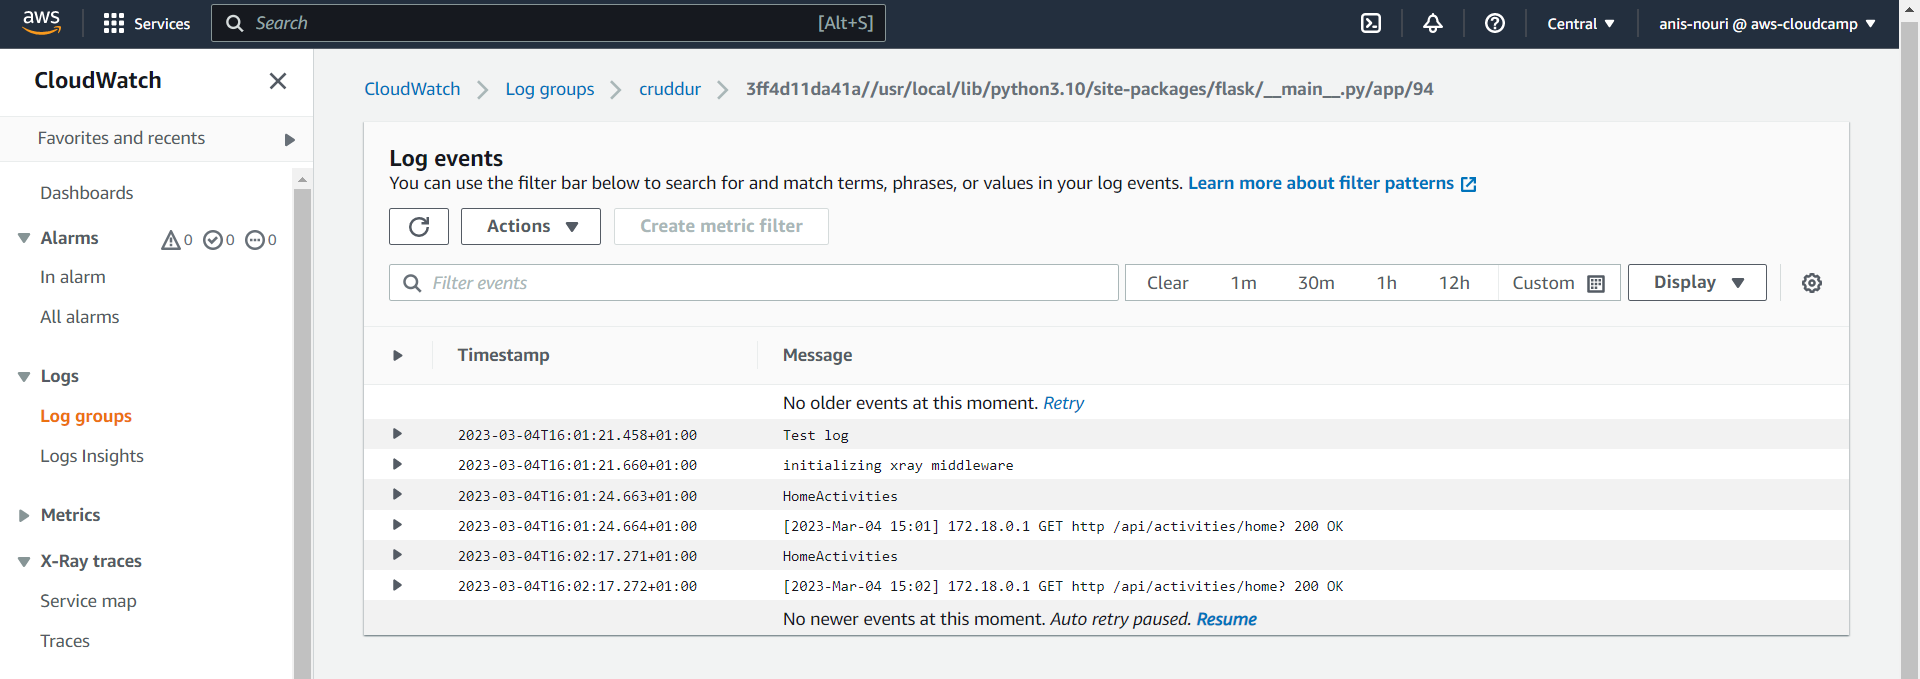 aws
Services
Search
[Alt+S]
Central
anis-nouri @ aws-cloudcamp
CloudWatch
Favorites and recents
Dashboards
Alarms 0 0 0
In alarm
All alarms
Logs
Log groups
Logs Insights
Metrics
X-Ray traces
Service map
Traces
CloudWatch Log groups cruddur 3ff4d11da41a//usr/local/lib/python3.10/site-packages/flask/__main__.py/app/94
Log events
You can use the filter bar below to search for and match terms, phrases, or values in your log events. Learn more about filter patterns
Actions Create metric filter
Filter events Clear 1m 30m 1h 12h Custom Display
Timestamp Message
No older events at this moment. Retry
2023-03-04T16:01:21.458+01:00 Test log
2023-03-04T16:01:21.660+01:00 initializing xray middleware
2023-03-04T16:01:24.663+01:00 HomeActivities
2023-03-04T16:01:24.664+01:00 [2023-Mar-04 15:01] 172.18.0.1 GET http /api/activities/home? 200 OK
2023-03-04T16:02:17.271+01:00 HomeActivities
2023-03-04T16:02:17.272+01:00 [2023-Mar-04 15:02] 172.18.0.1 GET http /api/activities/home? 200 OK
No newer events at this moment. Auto retry paused. Resume